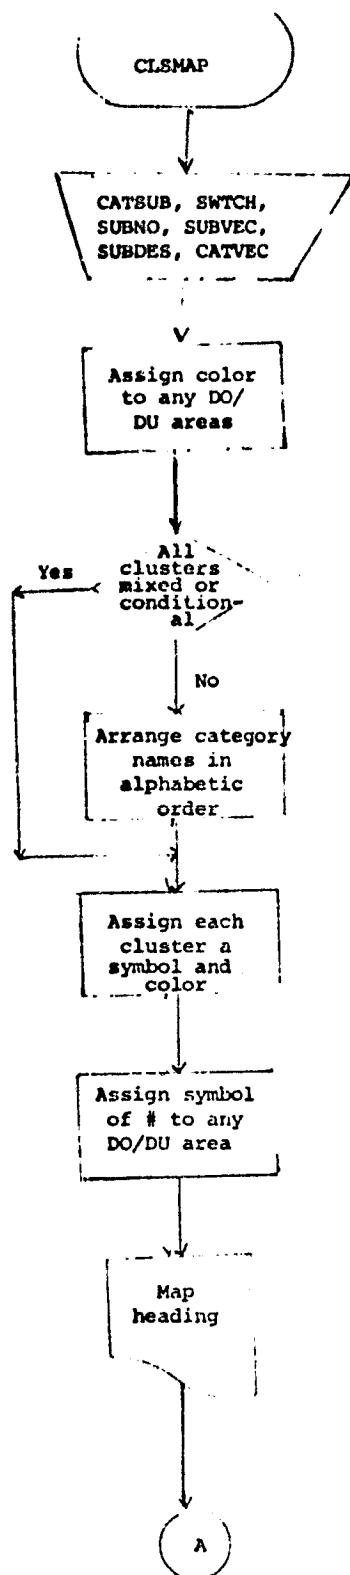 CLSMAP
CATSUB, SWTCH,
SUBNO, SUBVEC,
SUBDES, CATVEC
Assign color
to any DO/
DU areas
All
clusters
mixed or
condition-
al
Yes
No
Arrange category
names in
alphabetic
order
Assign each
cluster a
symbol and
color
Assign symbol
of # to any
DO/DU area
Map
heading
A